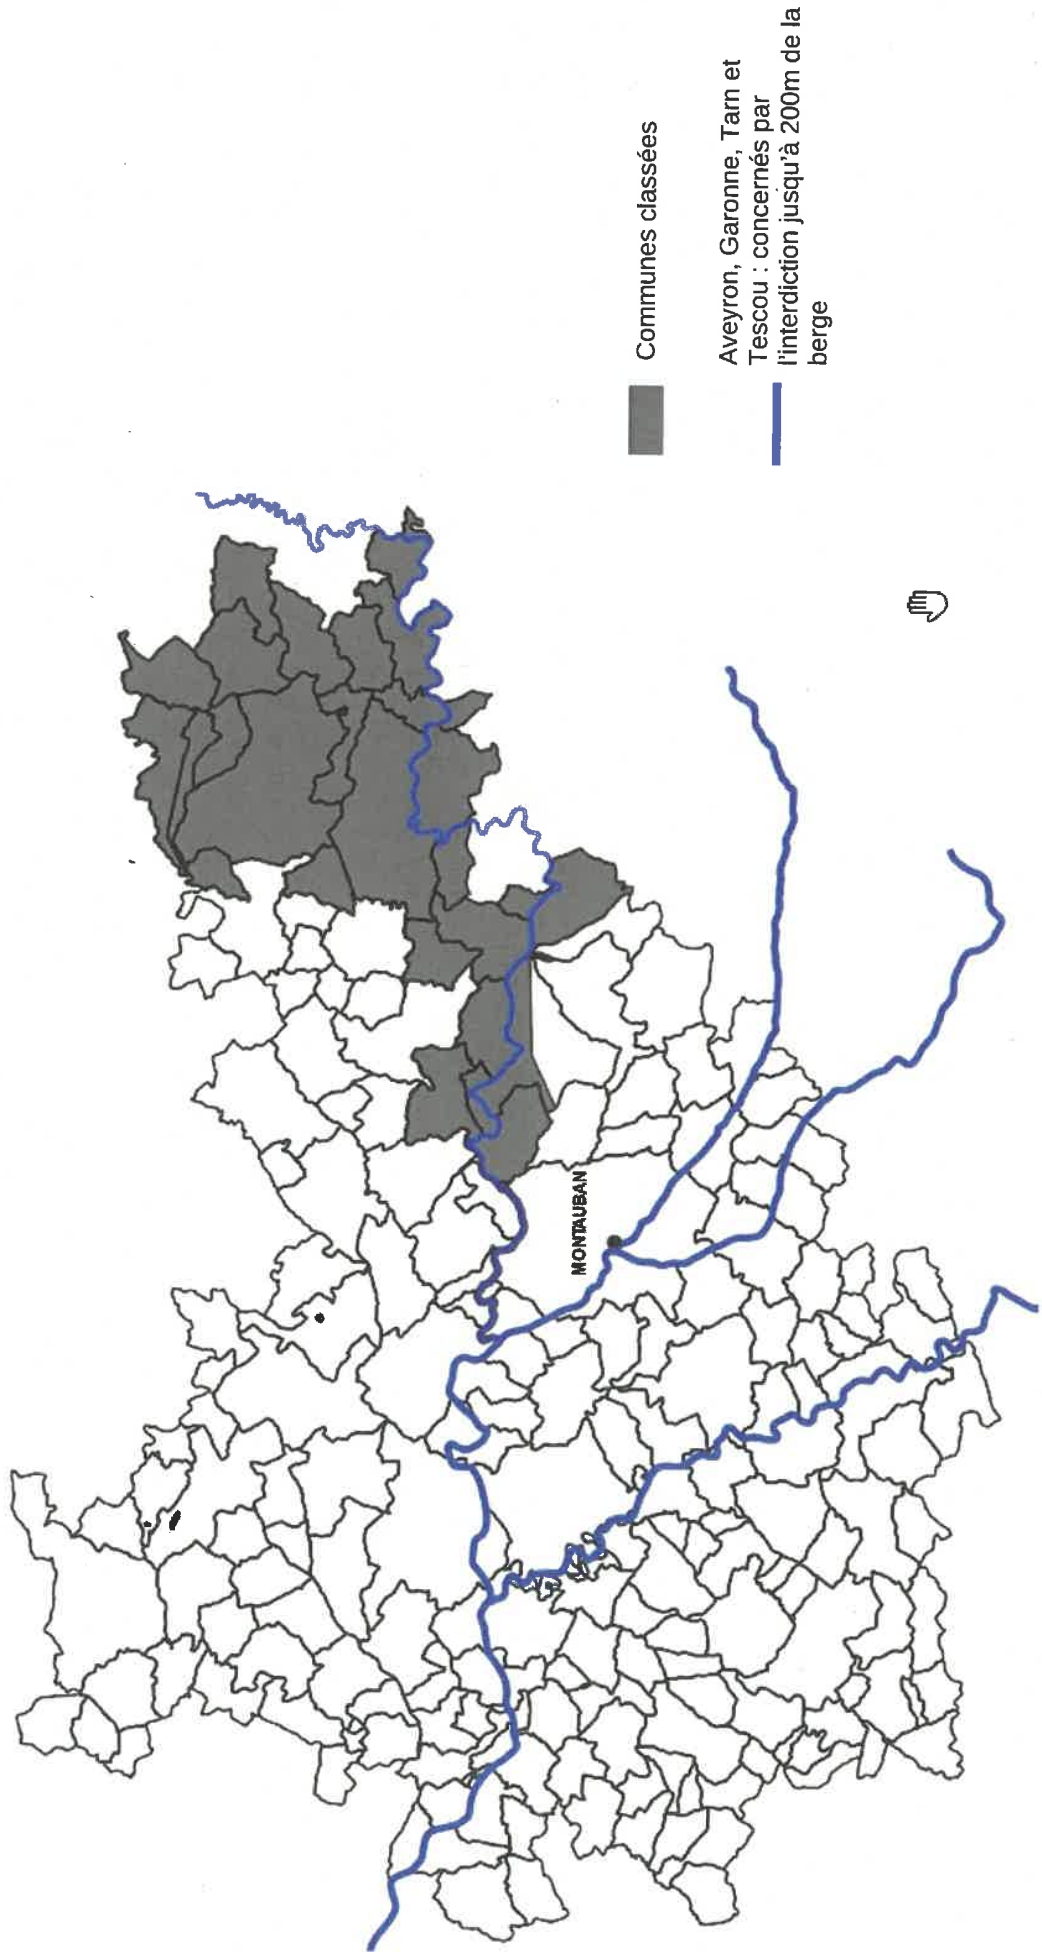 MONTAUBAN
Communes classées
Aveyron, Garonne, Tarn et
Tescou : concernés par
l'interdiction jusqu'à 200m de la
berge